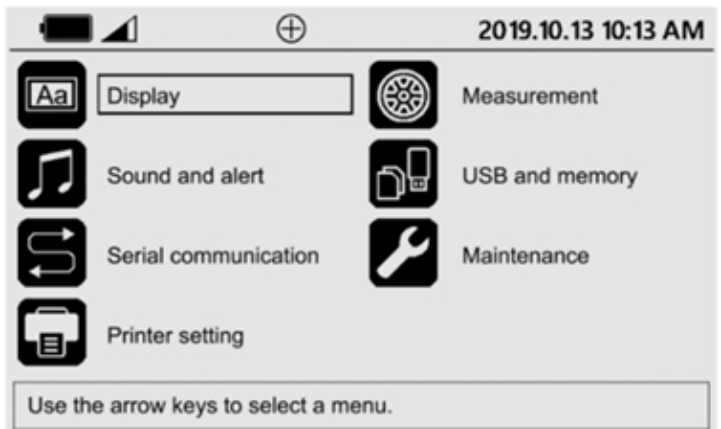 2019.10.13 10:13 AM
Aa Display
Measurement
Sound and alert
USB and memory
Serial communication
Maintenance
Printer setting
Use the arrow keys to select a menu.